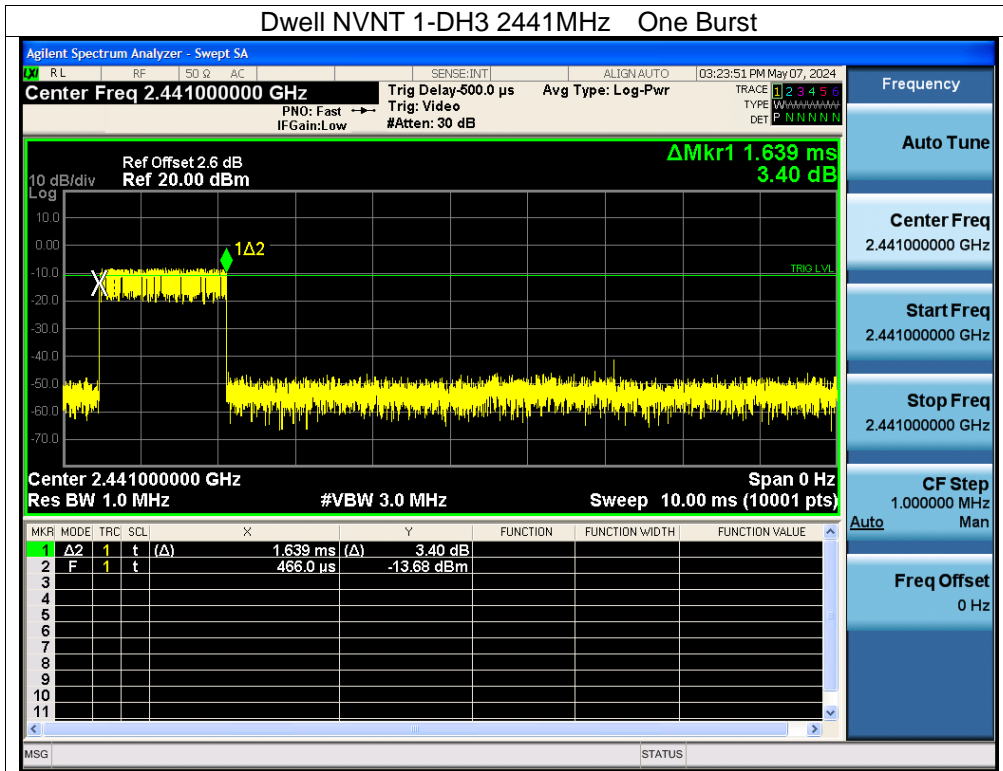 Dwell NVNT 1-DH3 2441MHz One Burst
Agilent Spectrum Analyzer - Swept SA
LXI RL RF 50 Ω AC SENSE:INT ALIGN AUTO 03:23:51 PM May 07, 2024
Center Freq 2.441000000 GHz
PNO: Fast
IFGain:Low
Trig Delay-500.0 µs
Trig: Video
#Atten: 30 dB
Avg Type: Log-Pwr
TRACE 1 2 3 4 5 6
TYPE WWWWWW
DET P N N N N N
Frequency
Auto Tune
Center Freq
2.441000000 GHz
Start Freq
2.441000000 GHz
Stop Freq
2.441000000 GHz
CF Step
1.000000 MHz
Auto Man
Freq Offset
0 Hz
ΔMkr1 1.639 ms
3.40 dB
Ref Offset 2.6 dB
10 dB/div Ref 20.00 dBm
Log
10.0
0.00
-10.0
-20.0
-30.0
-40.0
-50.0
-60.0
-70.0
1Δ2
TRIG LVL
Center 2.441000000 GHz Span 0 Hz
Res BW 1.0 MHz #VBW 3.0 MHz Sweep 10.00 ms (10001 pts)
MKR MODE TRC SCL X Y FUNCTION FUNCTION WIDTH FUNCTION VALUE
1 Δ2 1 t (Δ) 1.639 ms (Δ) 3.40 dB
2 F 1 t 466.0 µs -13.68 dBm
3
4
5
6
7
8
9
10
11
MSG STATUS